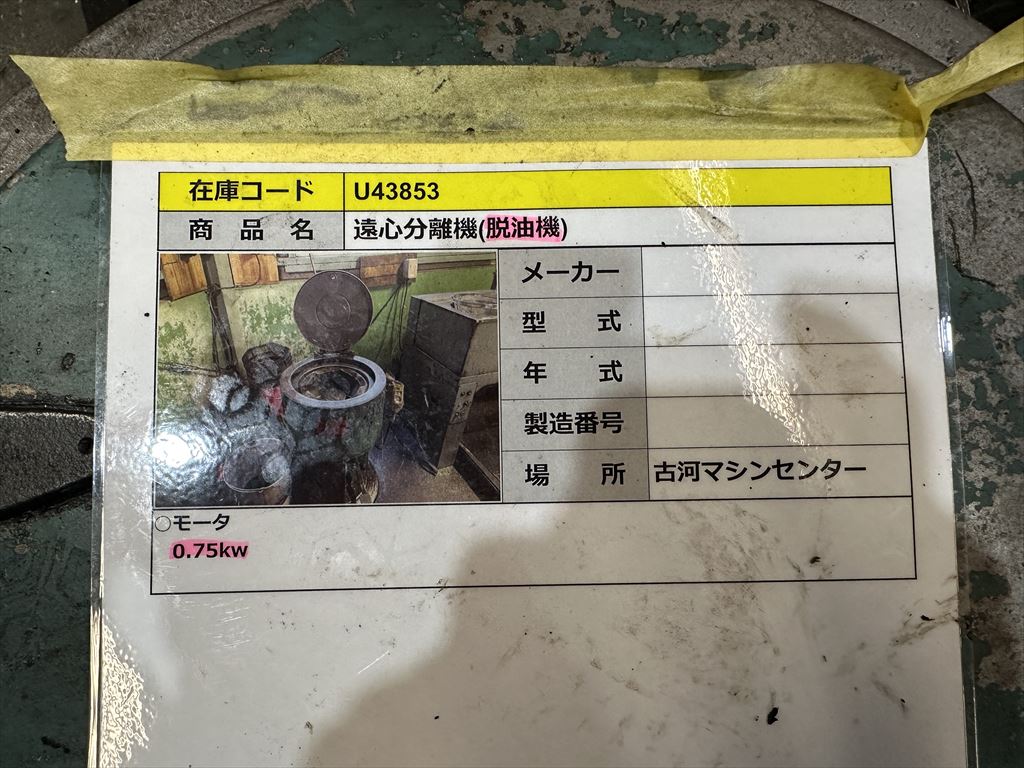 在庫コード U43853
商品名 遠心分離機(脱油機)
メーカー
型式
年式
製造番号
場所 古河マシンセンター
○モータ
0.75kw